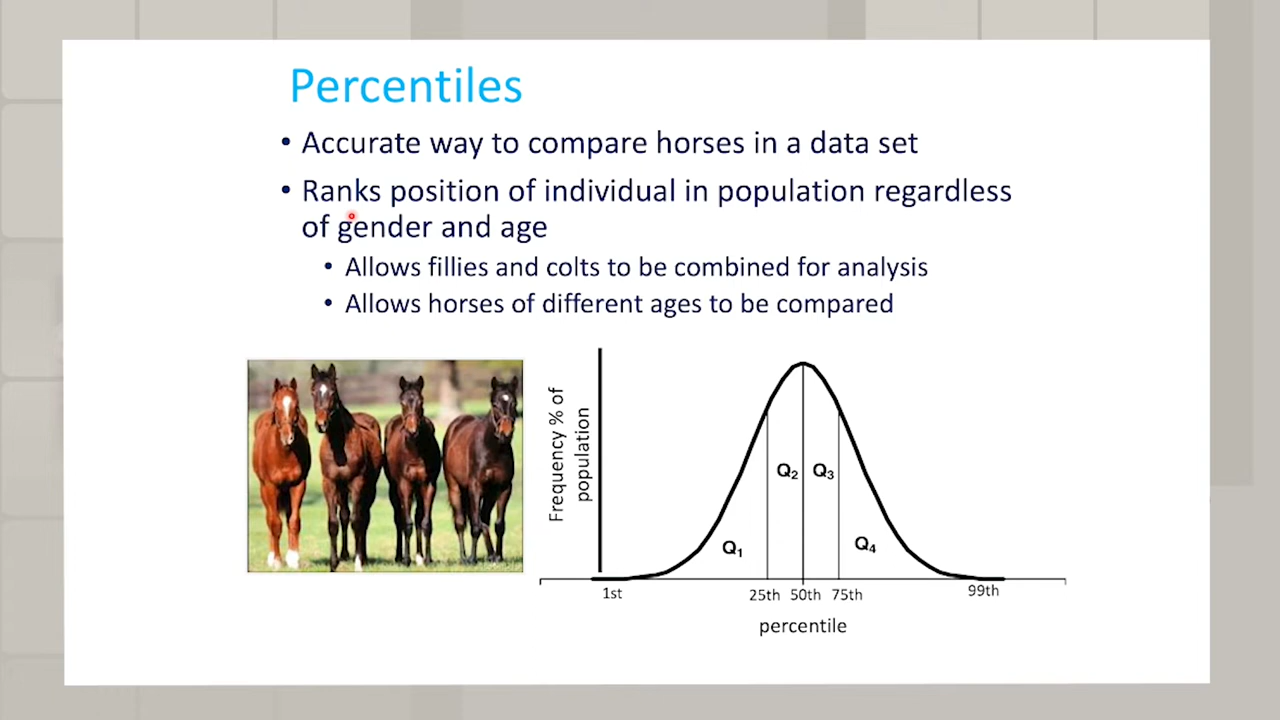 Percentiles
• Accurate way to compare horses in a data set
• Ranks position of individual in population regardless
of gender and age
• Allows fillies and colts to be combined for analysis
• Allows horses of different ages to be compared
Frequency % of
population
Q2 Q3
Q1 Q4
1st 25th 50th 75th 99th
percentile